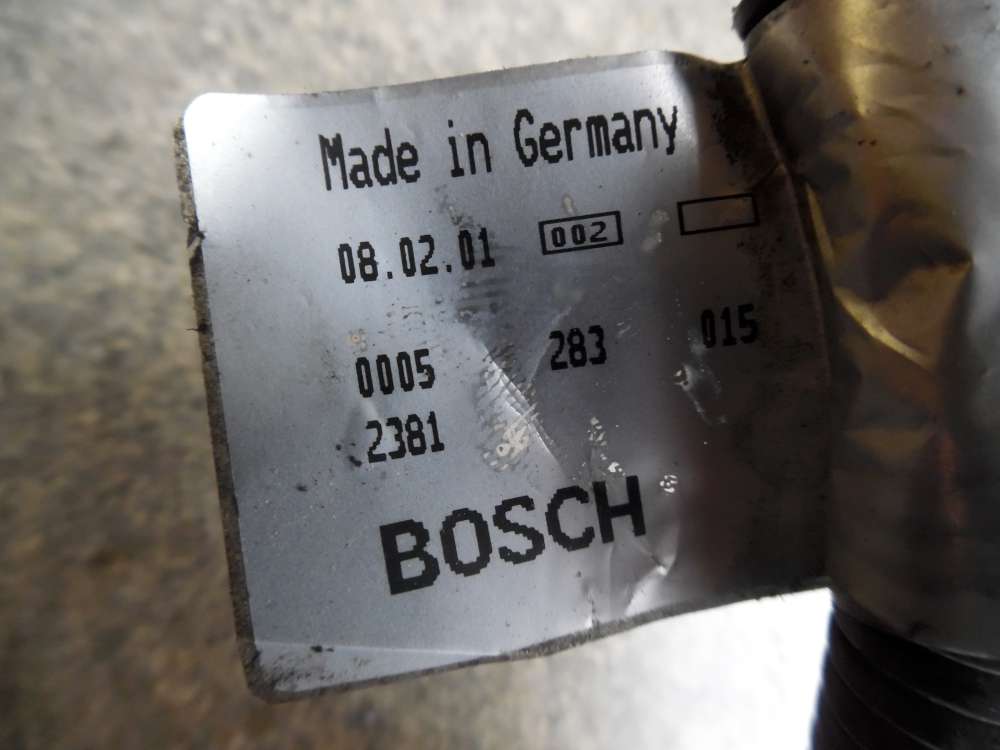 Made in Germany
08.02.01 002
0005 283 015
2381
BOSCH